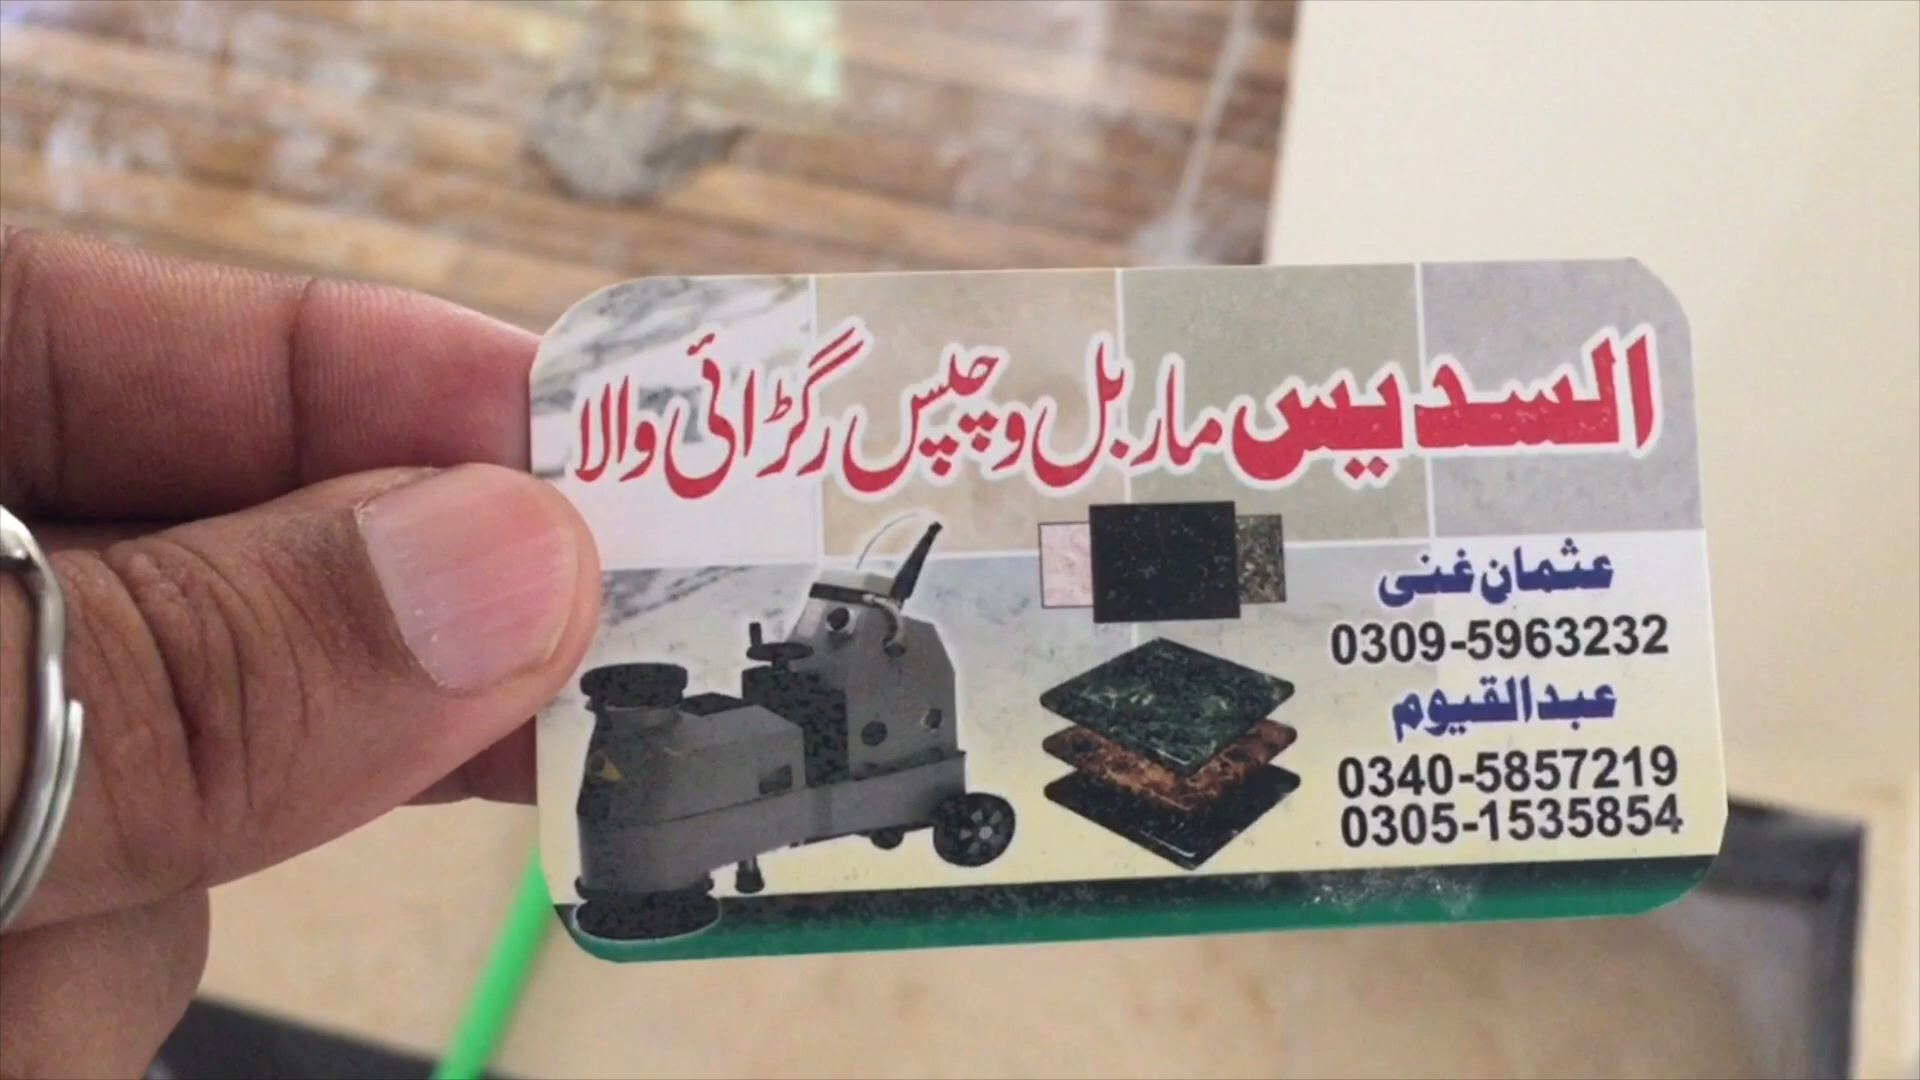 السدیس ماربل و چپس رگڑائی والا
عثمان غنی
0309-5963232
عبدالقیوم
0340-5857219
0305-1535854